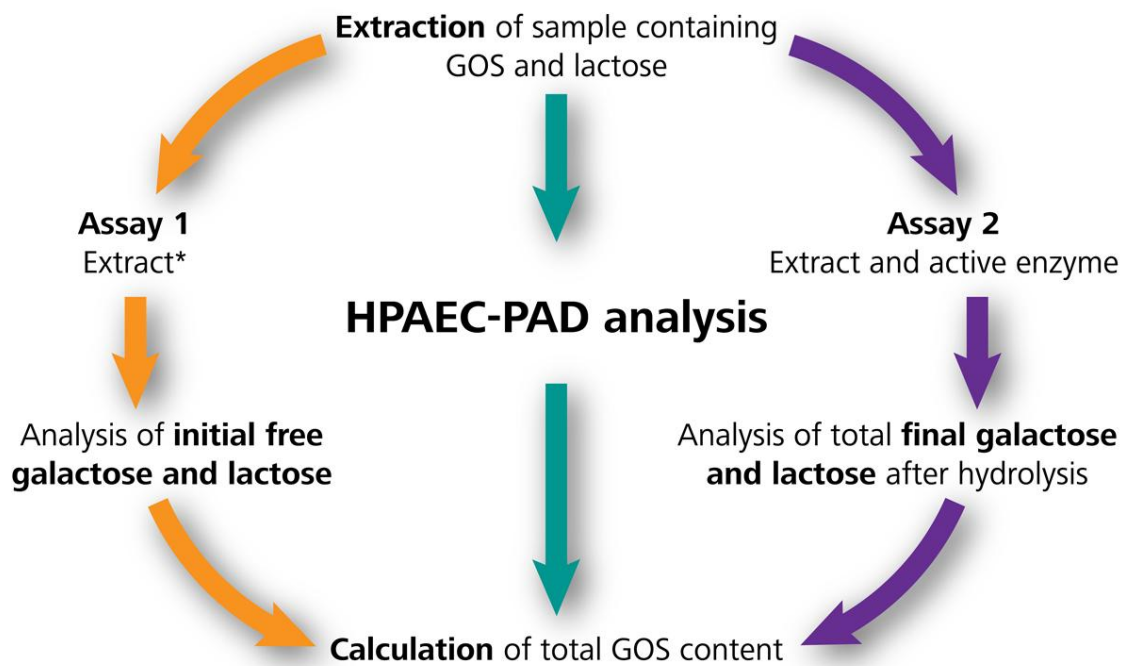 Extraction of sample containing
GOS and lactose
Assay 1
Extract*
Assay 2
Extract and active enzyme
HPAEC-PAD analysis
Analysis of initial free
galactose and lactose
Analysis of total final galactose
and lactose after hydrolysis
Calculation of total GOS content